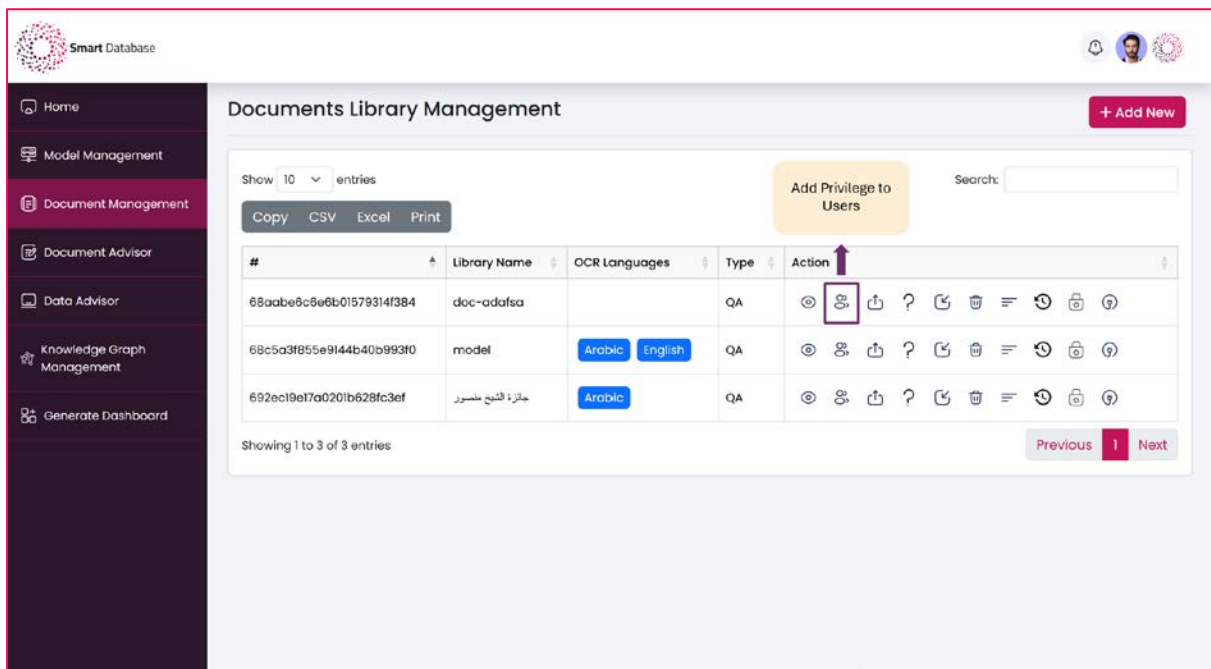 Smart Database
Home
Model Management
Document Management
Document Advisor
Data Advisor
Knowledge Graph
Management
Generate Dashboard
Documents Library Management
+ Add New
Show 10 entries
Search:
Add Privilege to
Users
Copy CSV Excel Print
# Library Name OCR Languages Type Action
68aabe6c6e6b01579314f384 doc-adafsa QA
68c5a3f855e9144b40b993f0 model Arabic English QA
692ec19e17a0201b628fc3ef جائزة الشيخ منصور Arabic QA
Showing 1 to 3 of 3 entries
Previous 1 Next